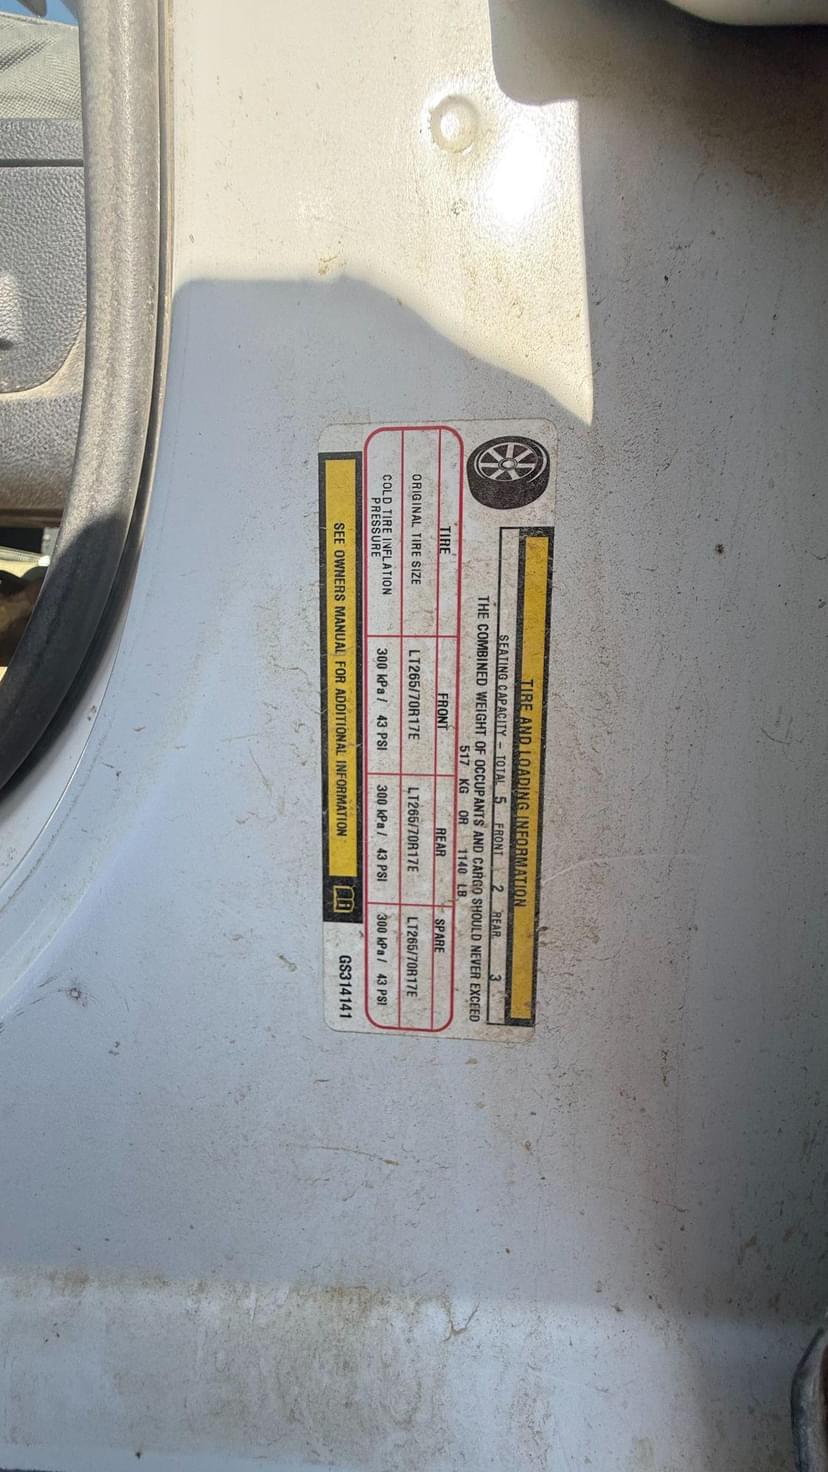 TIRE AND LOADING INFORMATION
SEATING CAPACITY – TOTAL 5 FRONT 2 REAR 3
THE COMBINED WEIGHT OF OCCUPANTS AND CARGO SHOULD NEVER EXCEED
517 KG OR 1140 LB
TIRE FRONT REAR SPARE
ORIGINAL TIRE SIZE LT265/70R17E LT265/70R17E LT265/70R17E
COLD TIRE INFLATION
PRESSURE 300 kPa / 43 PSI 300 kPa / 43 PSI 300 kPa / 43 PSI
SEE OWNERS MANUAL FOR ADDITIONAL INFORMATION GS314141